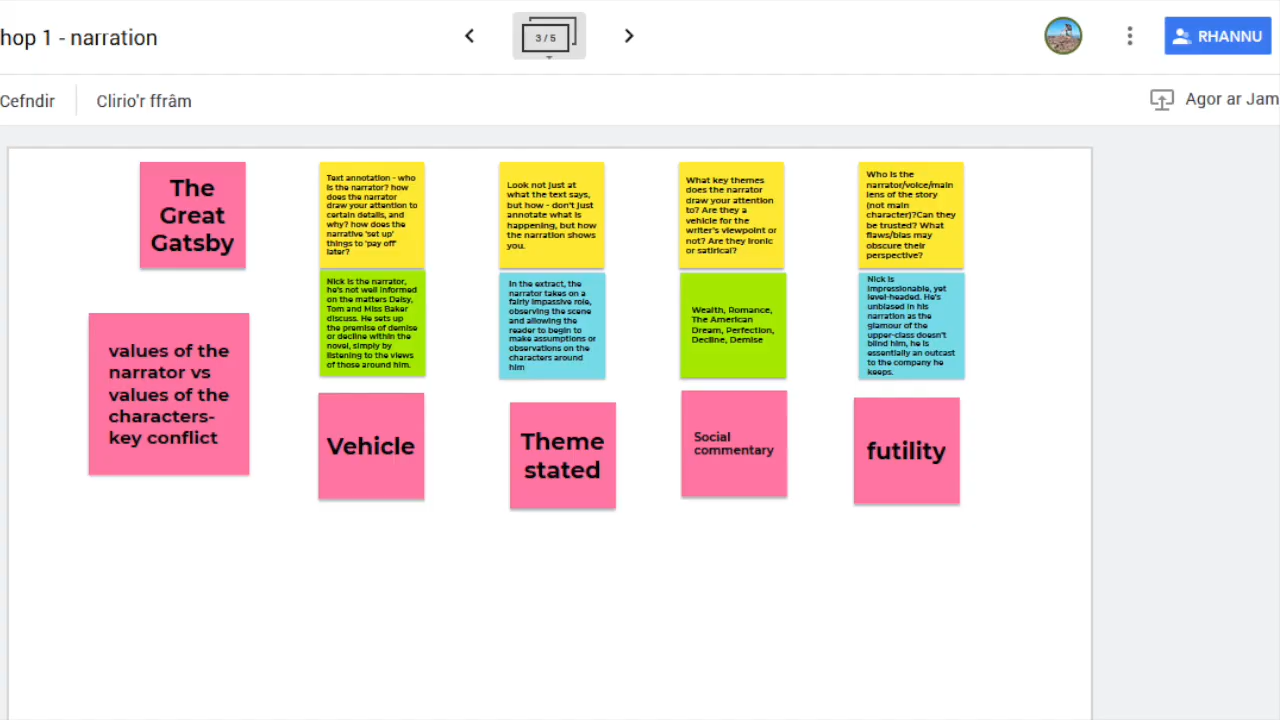 hop 1 - narration
3 / 5
RHANNU
Cefndir
Clirio'r ffrâm
Agor ar Jam
The
Great
Gatsby
Text annotation - who
is the narrator? how
does the narrator
draw your attention to
certain details, and
why? how does the
narrative 'set up'
things to 'pay off'
later?
Look not just at
what the text says,
but how - don't just
annotate what is
happening, but how
the narration shows
you.
What key themes
does the narrator
draw your attention
to? Are they a
vehicle for the
writer's viewpoint or
not? Are they ironic
or satirical?
Who is the
narrator/voice/main
lens of the story
(not main
character)?Can they
be trusted? What
flaws/bias may
obscure their
perspective?
Nick is the narrator,
he's not well informed
on the matters Daisy,
Tom and Miss Baker
discuss. He sets up
the premise of demise
or decline within the
novel, simply by
listening to the views
of those around him.
In the extract, the
narrator takes on a
fairly impassive role,
observing the scene
and allowing the
reader to begin to
make assumptions or
observations on the
characters around
him
Wealth, Romance,
The American
Dream, Perfection,
Decline, Demise
Nick is
impressionable, yet
level-headed. He's
unbiased in his
narration as the
glamour of the
upper-class doesn't
blind him, he is
essentially an outcast
to the company he
keeps.
values of the
narrator vs
values of the
characters-
key conflict
Vehicle
Theme
stated
Social
commentary
futility